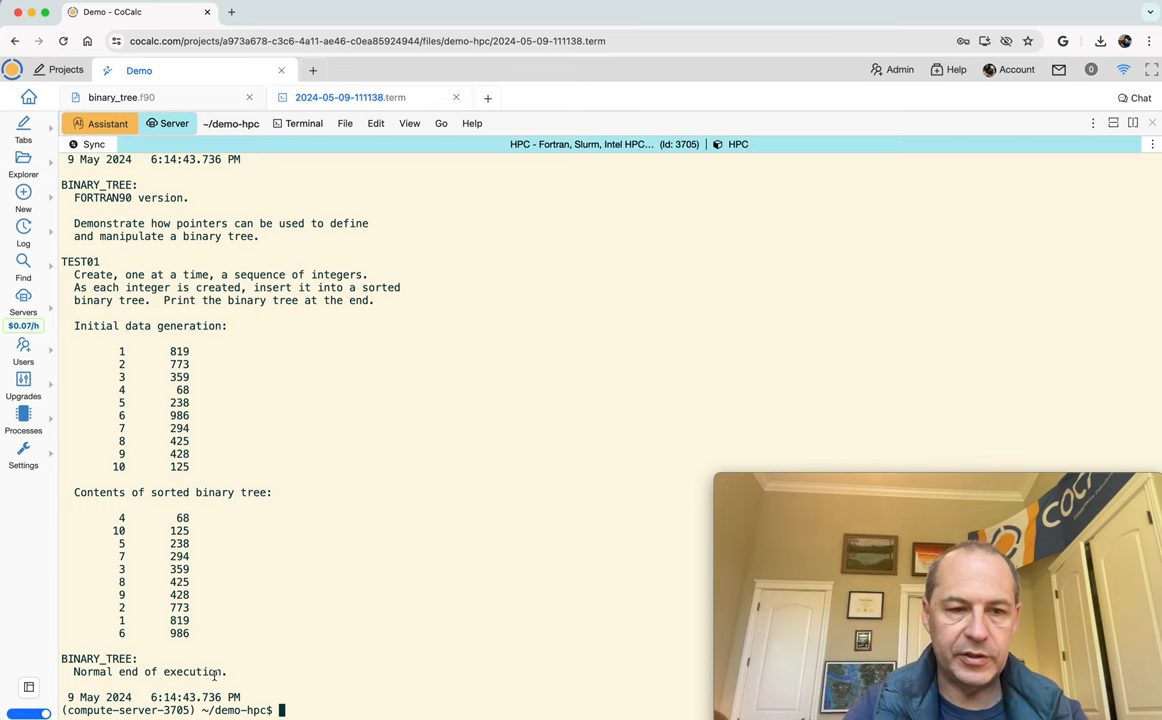 Demo - CoCalc
cocalc.com/projects/a973a678-c3c6-4a11-ae46-c0ea85924944/files/demo-hpc/2024-05-09-111138.term
Projects
Demo
Admin
Help
Account
0
binary_tree.f90
2024-05-09-111138.term
Chat
Assistant
Server
~/demo-hpc
Terminal
File
Edit
View
Go
Help
Sync
HPC - Fortran, Slurm, Intel HPC... (Id: 3705)
HPC
Tabs
Explorer
New
Log
Find
Servers
$0.07/h
Users
Upgrades
Processes
Settings
9 May 2024 6:14:43.736 PM
BINARY_TREE:
FORTRAN90 version.
Demonstrate how pointers can be used to define
and manipulate a binary tree.
TEST01
Create, one at a time, a sequence of integers.
As each integer is created, insert it into a sorted
binary tree. Print the binary tree at the end.
Initial data generation:
1 819
2 773
3 359
4 68
5 238
6 986
7 294
8 425
9 428
10 125
Contents of sorted binary tree:
4 68
10 125
5 238
7 294
3 359
8 425
9 428
2 773
1 819
6 986
BINARY_TREE:
Normal end of execution.
9 May 2024 6:14:43.736 PM
(compute-server-3705) ~/demo-hpc$